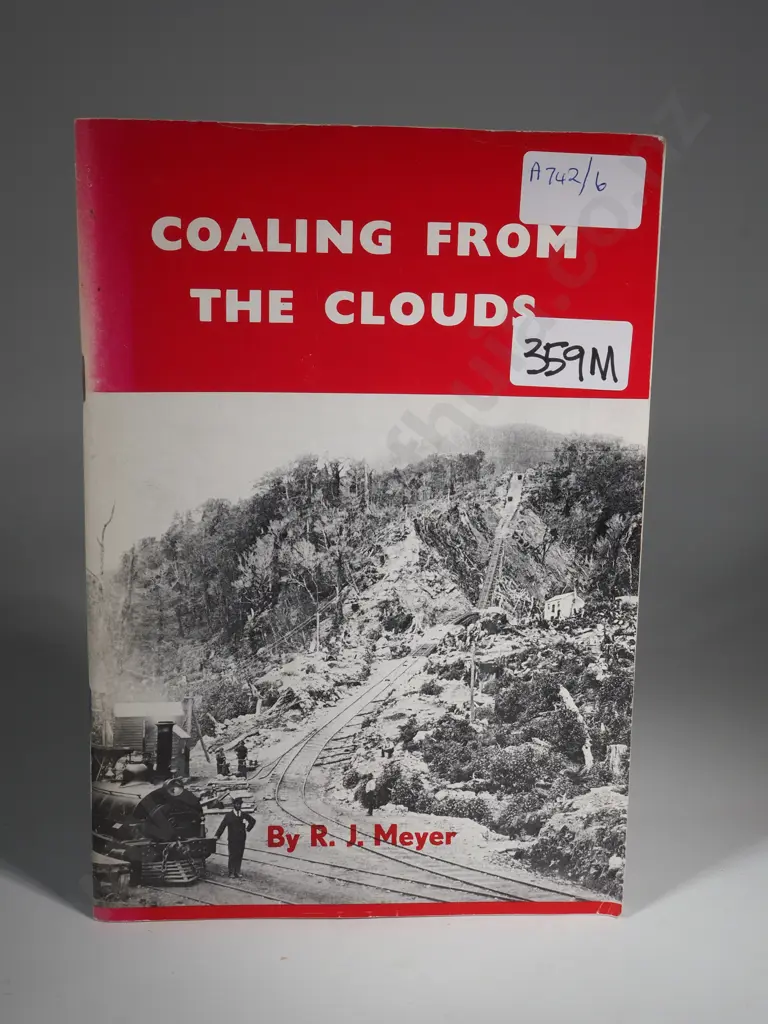 A742/6
COALING FROM
THE CLOUDS
359M
By R. J. Meyer